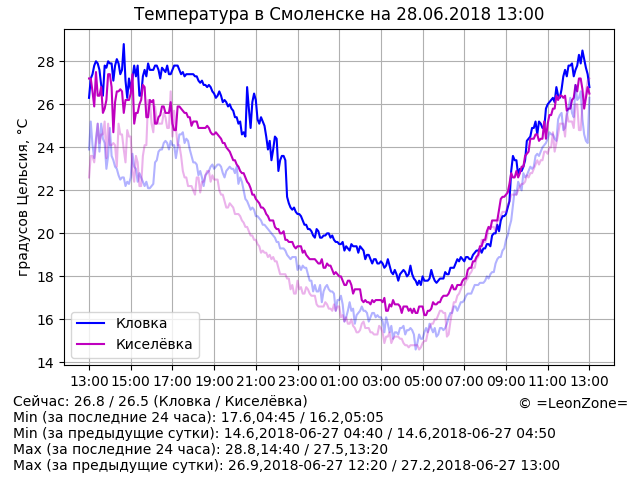 Температура в Смоленске на 28.06.2018 13:00
градусов Цельсия, °C
28
26
24
22
20
18
16
14
Кловка
Киселёвка
13:00 15:00 17:00 19:00 21:00 23:00 01:00 03:00 05:00 07:00 09:00 11:00 13:00
© =LeonZone=
Сейчас: 26.8 / 26.5 (Кловка / Киселёвка)
Min (за последние 24 часа): 17.6,04:45 / 16.2,05:05
Min (за предыдущие сутки): 14.6,2018-06-27 04:40 / 14.6,2018-06-27 04:50
Max (за последние 24 часа): 28.8,14:40 / 27.5,13:20
Max (за предыдущие сутки): 26.9,2018-06-27 12:20 / 27.2,2018-06-27 13:00